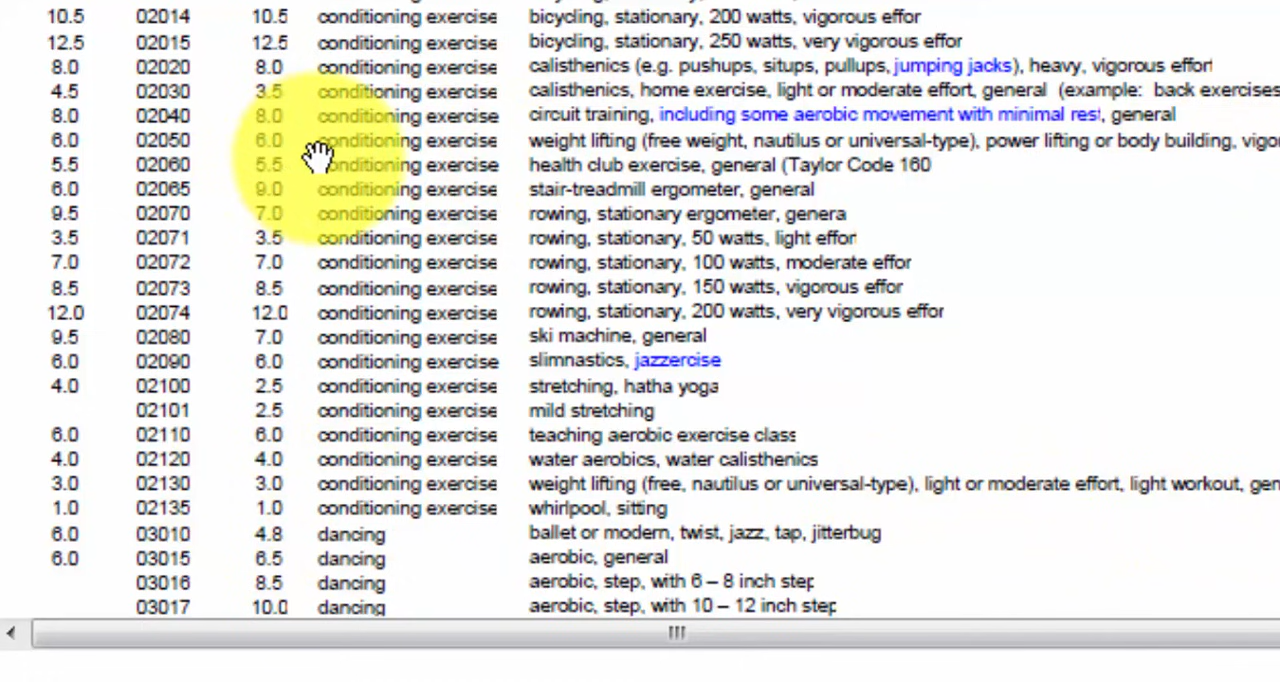 10.5 02014 10.5 conditioning exercise bicycling, stationary, 200 watts, vigorous effor
12.5 02015 12.5 conditioning exercise bicycling, stationary, 250 watts, very vigorous effor
8.0 02020 8.0 conditioning exercise calisthenics (e.g. pushups, situps, pullups, jumping jacks), heavy, vigorous effort
4.5 02030 3.5 conditioning exercise calisthenics, home exercise, light or moderate effort, general (example: back exercises
8.0 02040 8.0 conditioning exercise circuit training, including some aerobic movement with minimal rest, general
6.0 02050 6.0 conditioning exercise weight lifting (free weight, nautilus or universal-type), power lifting or body building, vigo
5.5 02060 5.5 conditioning exercise health club exercise, general (Taylor Code 160
6.0 02065 9.0 conditioning exercise stair-treadmill ergometer, general
9.5 02070 7.0 conditioning exercise rowing, stationary ergometer, genera
3.5 02071 3.5 conditioning exercise rowing, stationary, 50 watts, light effor
7.0 02072 7.0 conditioning exercise rowing, stationary, 100 watts, moderate effor
8.5 02073 8.5 conditioning exercise rowing, stationary, 150 watts, vigorous effor
12.0 02074 12.0 conditioning exercise rowing, stationary, 200 watts, very vigorous effor
9.5 02080 7.0 conditioning exercise ski machine, general
6.0 02090 6.0 conditioning exercise slimnastics, jazzercise
4.0 02100 2.5 conditioning exercise stretching, hatha yoga
02101 2.5 conditioning exercise mild stretching
6.0 02110 6.0 conditioning exercise teaching aerobic exercise class
4.0 02120 4.0 conditioning exercise water aerobics, water calisthenics
3.0 02130 3.0 conditioning exercise weight lifting (free, nautilus or universal-type), light or moderate effort, light workout, gen
1.0 02135 1.0 conditioning exercise whirlpool, sitting
6.0 03010 4.8 dancing ballet or modern, twist, jazz, tap, jitterbug
6.0 03015 6.5 dancing aerobic, general
03016 8.5 dancing aerobic, step, with 6 – 8 inch step
03017 10.0 dancing aerobic, step, with 10 – 12 inch step